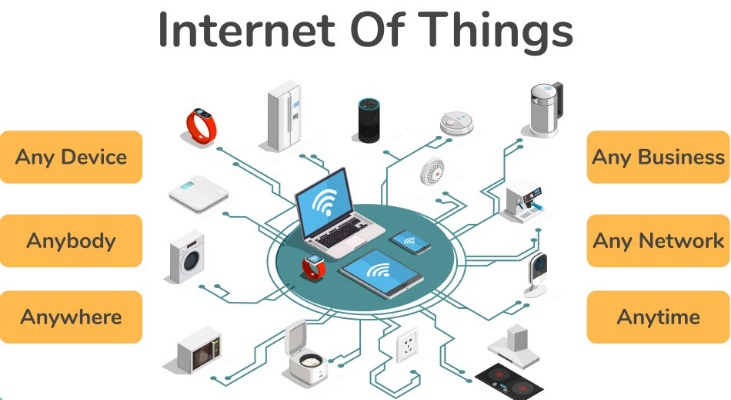 Internet Of Things
Any Device
Anybody
Anywhere
Any Business
Any Network
Anytime